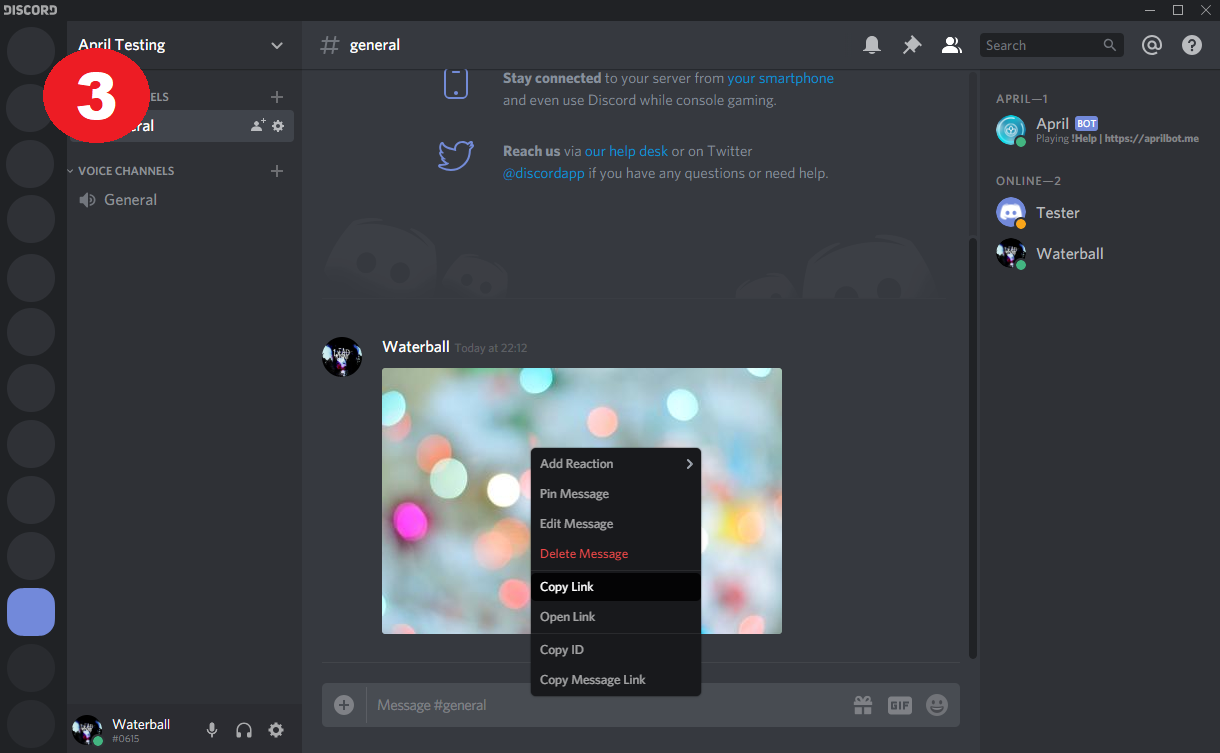 DISCORD
April Testing
3
ELS
ral
VOICE CHANNELS
General
Waterball
#0615
general
Search
Stay connected to your server from your smartphone
and even use Discord while console gaming.
Reach us via our help desk or on Twitter
@discordapp if you have any questions or need help.
Waterball Today at 22:12
Add Reaction
Pin Message
Edit Message
Delete Message
Copy Link
Open Link
Copy ID
Copy Message Link
Message #general
GIF
APRIL—1
April BOT
Playing !Help | https://aprilbot.me
ONLINE—2
Tester
Waterball